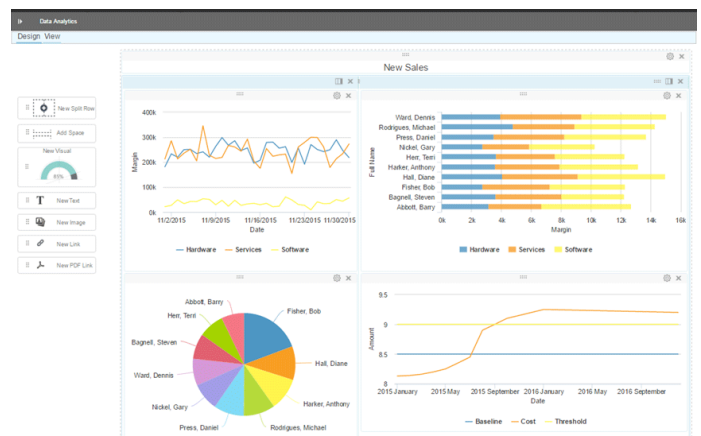 Data Analytics
Design View
New Sales
New Split Row
Add Space
New Visual
New Text
New Image
New Link
New PDF Link
400k
300k
200k
100k
0k
Margin
11/2/2015 11/9/2015 11/16/2015 11/23/2015 11/30/2015
Date
Hardware Services Software
Full Name
Ward, Dennis
Rodrigues, Michael
Press, Daniel
Nickel, Gary
Herr, Terri
Harker, Anthony
Hall, Diane
Fisher, Bob
Bagnell, Steven
Abbott, Barry
0k 2k 4k 6k 8k 10k 12k 14k 16k
Margin
Hardware Services Software
Abbott, Barry
Herr, Terri
Bagnell, Steven
Ward, Dennis
Nickel, Gary
Press, Daniel
Fisher, Bob
Hall, Diane
Harker, Anthony
Rodrigues, Michael
9.5
9
8.5
8
Amount
2015 January 2015 May 2015 September 2016 January 2016 May 2016 September
Date
Baseline Cost Threshold